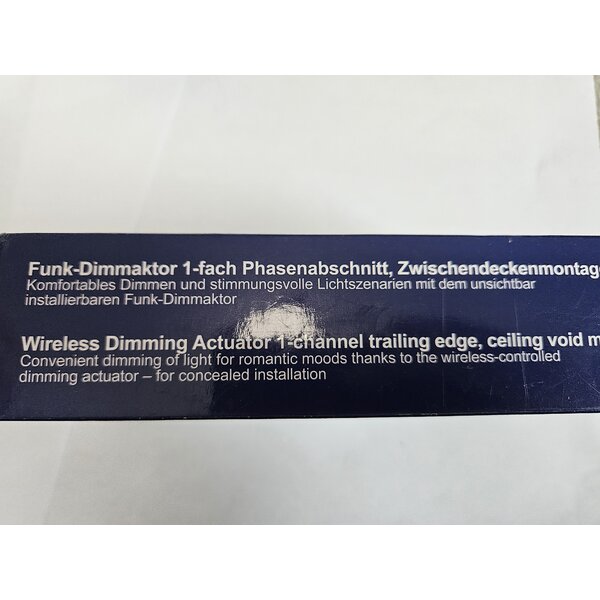 Funk-Dimmaktor 1-fach Phasenabschnitt, Zwischendeckenmontage
Komfortables Dimmen und stimmungsvolle Lichtszenarien mit dem unsichtbar
installierbaren Funk-Dimmaktor
Wireless Dimming Actuator 1-channel trailing edge, ceiling void m
Convenient dimming of light for romantic moods thanks to the wireless-controlled
dimming actuator – for concealed installation